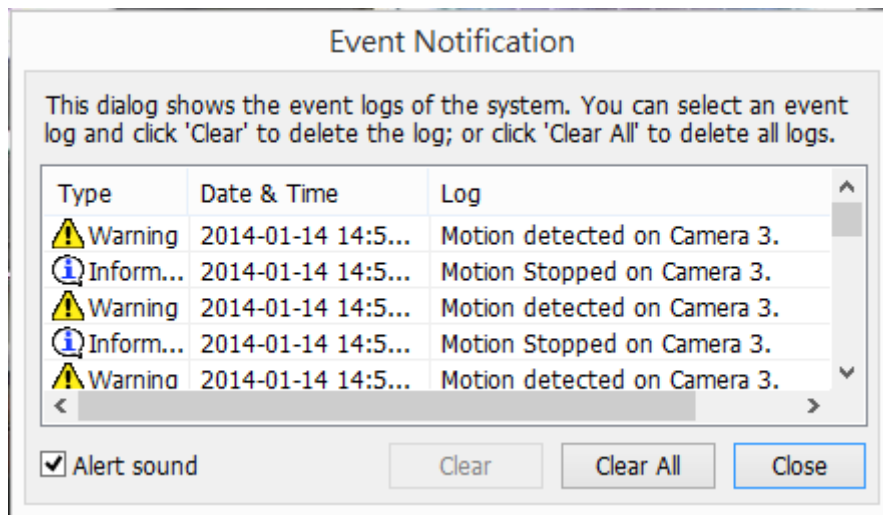 Event Notification
This dialog shows the event logs of the system. You can select an event
log and click 'Clear' to delete the log; or click 'Clear All' to delete all logs.
Type Date & Time Log
Warning 2014-01-14 14:5... Motion detected on Camera 3.
Inform... 2014-01-14 14:5... Motion Stopped on Camera 3.
Warning 2014-01-14 14:5... Motion detected on Camera 3.
Inform... 2014-01-14 14:5... Motion Stopped on Camera 3.
Warning 2014-01-14 14:5... Motion detected on Camera 3.
Alert sound Clear Clear All Close